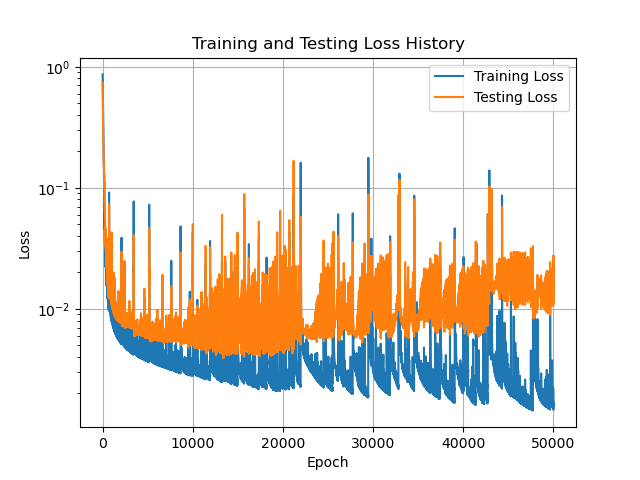 Training and Testing Loss History
Training Loss
Testing Loss
10⁰
10⁻¹
10⁻²
Loss
0 10000 20000 30000 40000 50000
Epoch